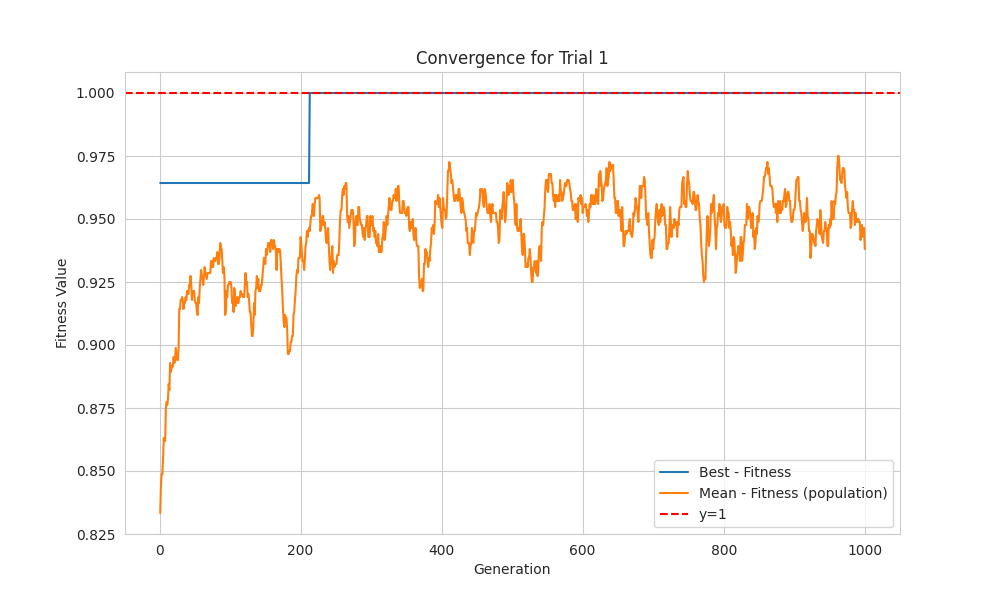 Convergence for Trial 1
1.000
0.975
0.950
0.925
0.900
0.875
0.850
0.825
Fitness Value
0 200 400 600 800 1000
Generation
Best - Fitness
Mean - Fitness (population)
y=1